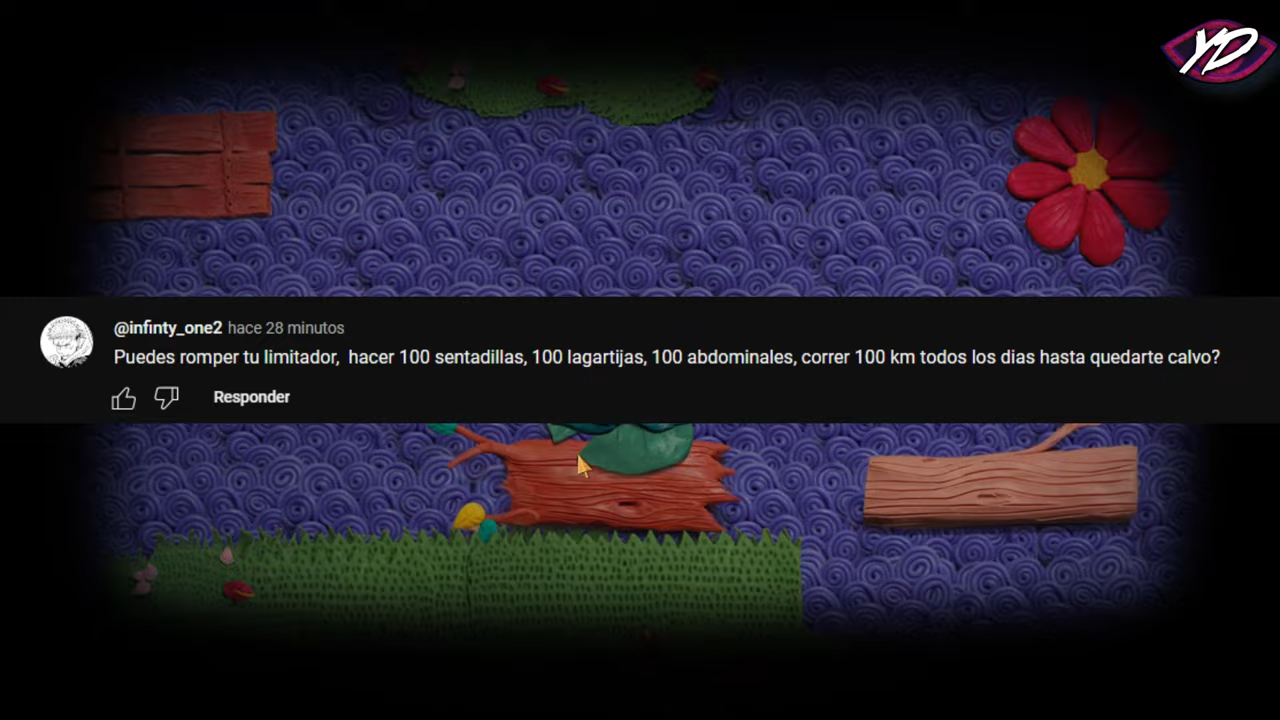 YD
@infinty_one2 hace 28 minutos
Puedes romper tu limitador,  hacer 100 sentadillas, 100 lagartijas, 100 abdominales, correr 100 km todos los dias hasta quedarte calvo?
Responder